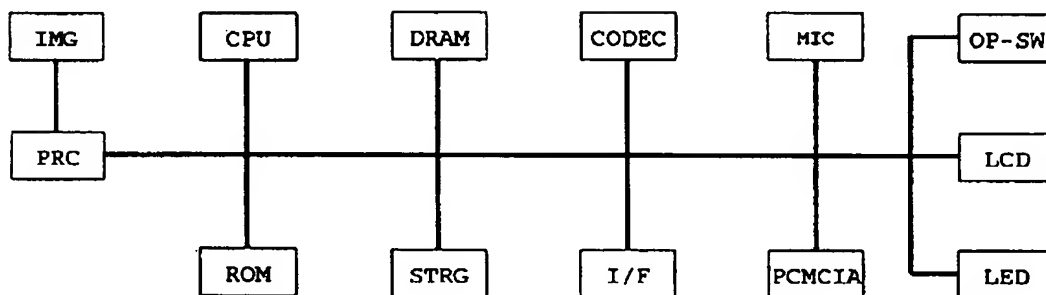 IMG
CPU
DRAM
CODEC
MIC
OP-SW
PRC
LCD
ROM
STRG
I/F
PCMCIA
LED